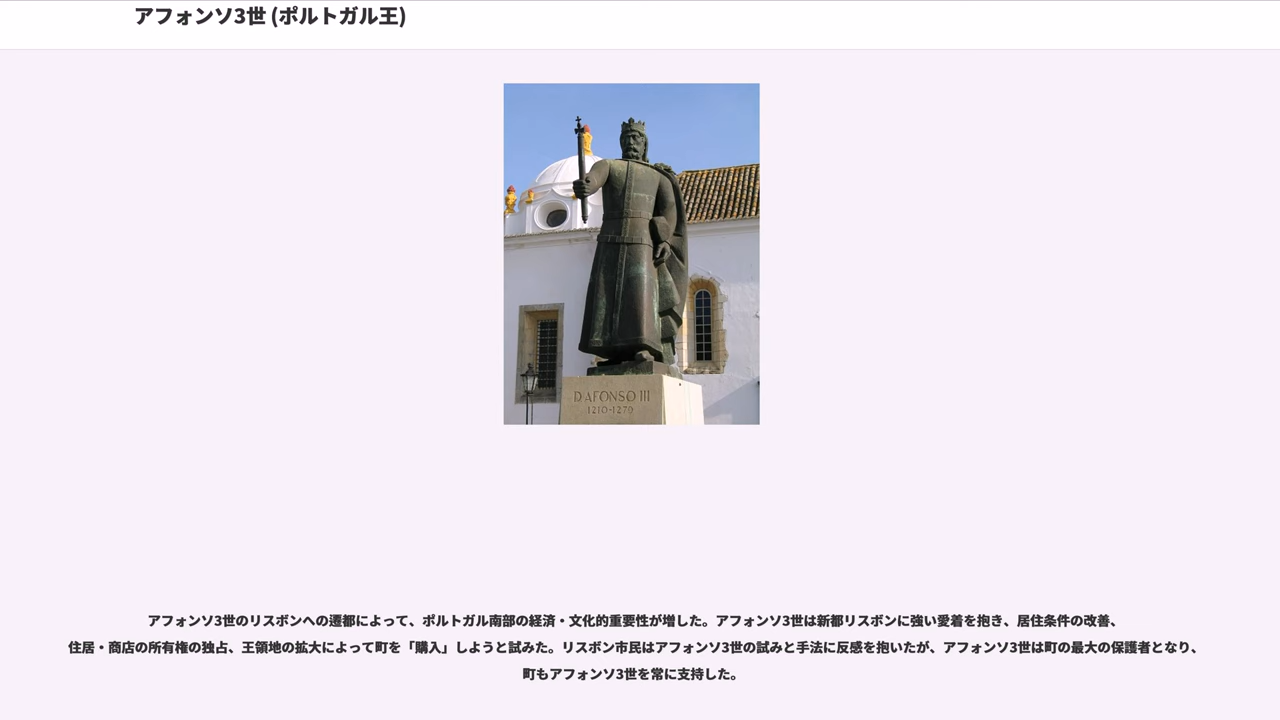 アフォンソ3世 (ポルトガル王)
D.AFONSO III
1210-1279
アフォンソ3世のリスボンへの遷都によって、ポルトガル南部の経済・文化的重要性が増した。アフォンソ3世は新都リスボンに強い愛着を抱き、居住条件の改善、
住居・商店の所有権の独占、王領地の拡大によって町を「購入」しようと試みた。リスボン市民はアフォンソ3世の試みと手法に反感を抱いたが、アフォンソ3世は町の最大の保護者となり、
町もアフォンソ3世を常に支持した。